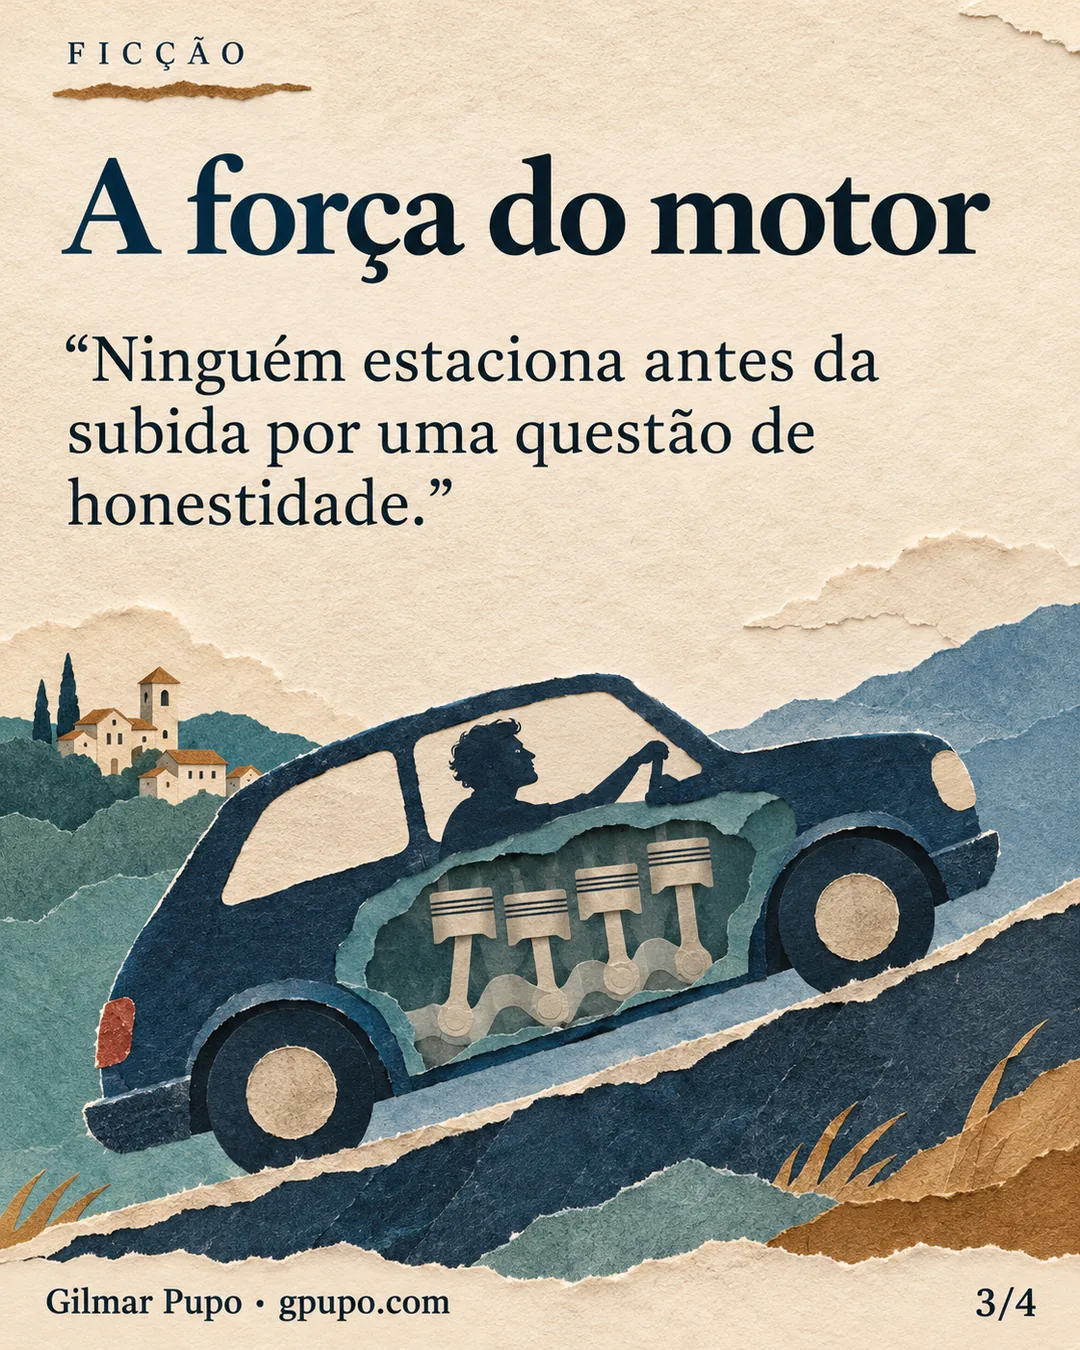 FICÇÃO
A força do motor
“Ninguém estaciona antes da
subida por uma questão de
honestidade.”
Gilmar Pupo • gpupo.com
3/4